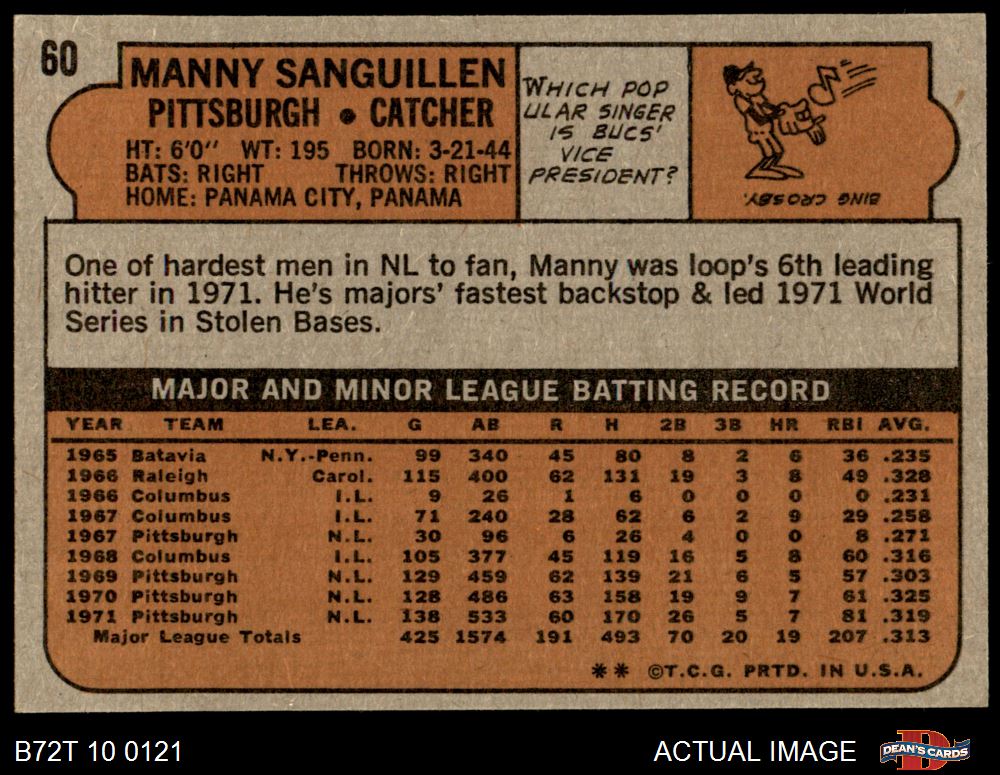 60
MANNY SANGUILLEN
PITTSBURGH • CATCHER
HT: 6'0" WT: 195 BORN: 3-21-44
BATS: RIGHT THROWS: RIGHT
HOME: PANAMA CITY, PANAMA
WHICH POP
ULAR SINGER
IS BUCS'
VICE
PRESIDENT?
BING CROSBY.
One of hardest men in NL to fan, Manny was loop's 6th leading
hitter in 1971. He's majors' fastest backstop & led 1971 World
Series in Stolen Bases.
MAJOR AND MINOR LEAGUE BATTING RECORD
YEAR TEAM LEA. G AB R H 2B 3B HR RBI AVG.
1965 Batavia N.Y.-Penn. 99 340 45 80 8 2 6 36 .235
1966 Raleigh Carol. 115 400 62 131 19 3 8 49 .328
1966 Columbus I.L. 9 26 1 6 0 0 0 0 .231
1967 Columbus I.L. 71 240 28 62 6 2 9 29 .258
1967 Pittsburgh N.L. 30 96 6 26 4 0 0 8 .271
1968 Columbus I.L. 105 377 45 119 16 5 8 60 .316
1969 Pittsburgh N.L. 129 459 62 139 21 6 5 57 .303
1970 Pittsburgh N.L. 128 486 63 158 19 9 7 61 .325
1971 Pittsburgh N.L. 138 533 60 170 26 5 7 81 .319
Major League Totals 425 1574 191 493 70 20 19 207 .313
** ©T.C.G. PRTD. IN U.S.A.
B72T 10 0121
ACTUAL IMAGE
DEAN'S CARDS